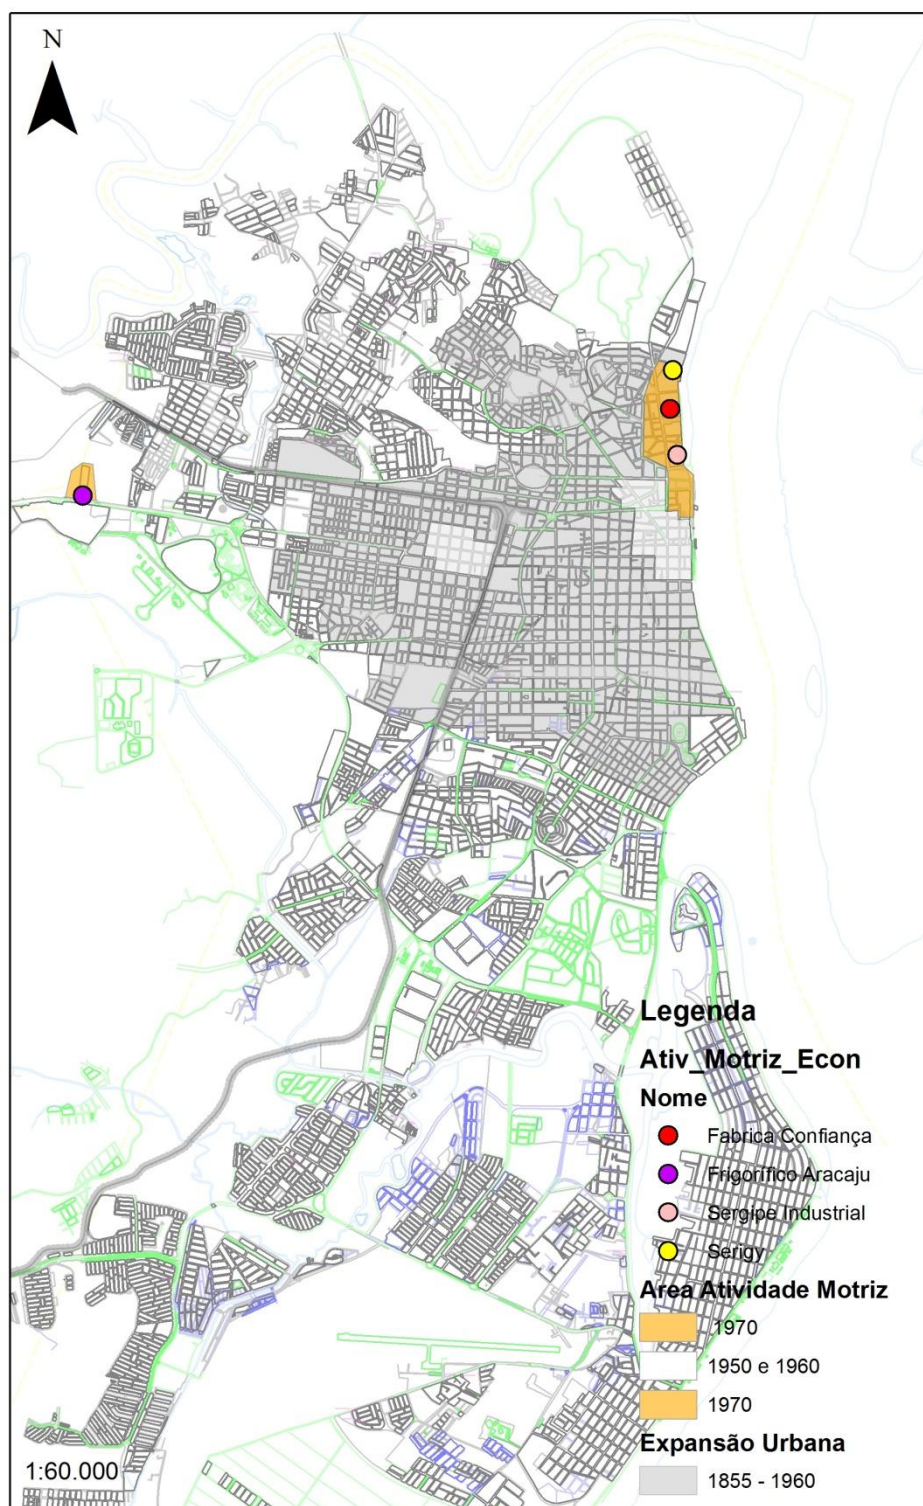 N
Legenda
Ativ_Motriz_Econ
Nome
Fabrica Confiança
Frigorífico Aracaju
Sergipe Industrial
Serigy
Area Atividade Motriz
1970
1950 e 1960
1970
Expansão Urbana
1855 - 1960
1:60.000